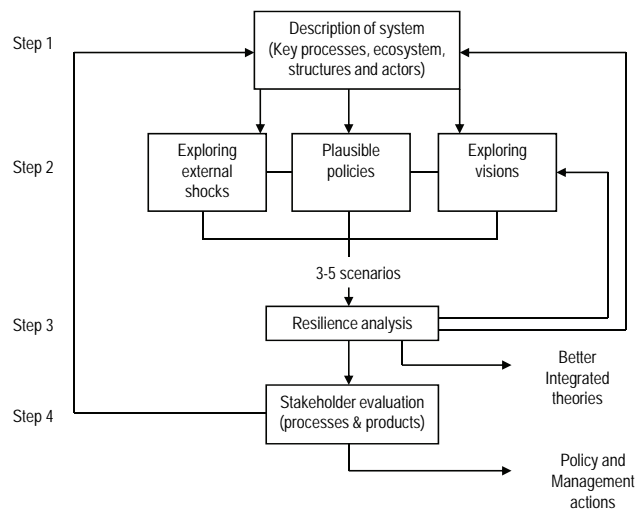 Step 1
Description of system
(Key processes, ecosystem,
structures and actors)
Step 2
Exploring
external
shocks
Plausible
policies
Exploring
visions
3-5 scenarios
Step 3
Resilience analysis
Better
Integrated
theories
Step 4
Stakeholder evaluation
(processes & products)
Policy and
Management
actions